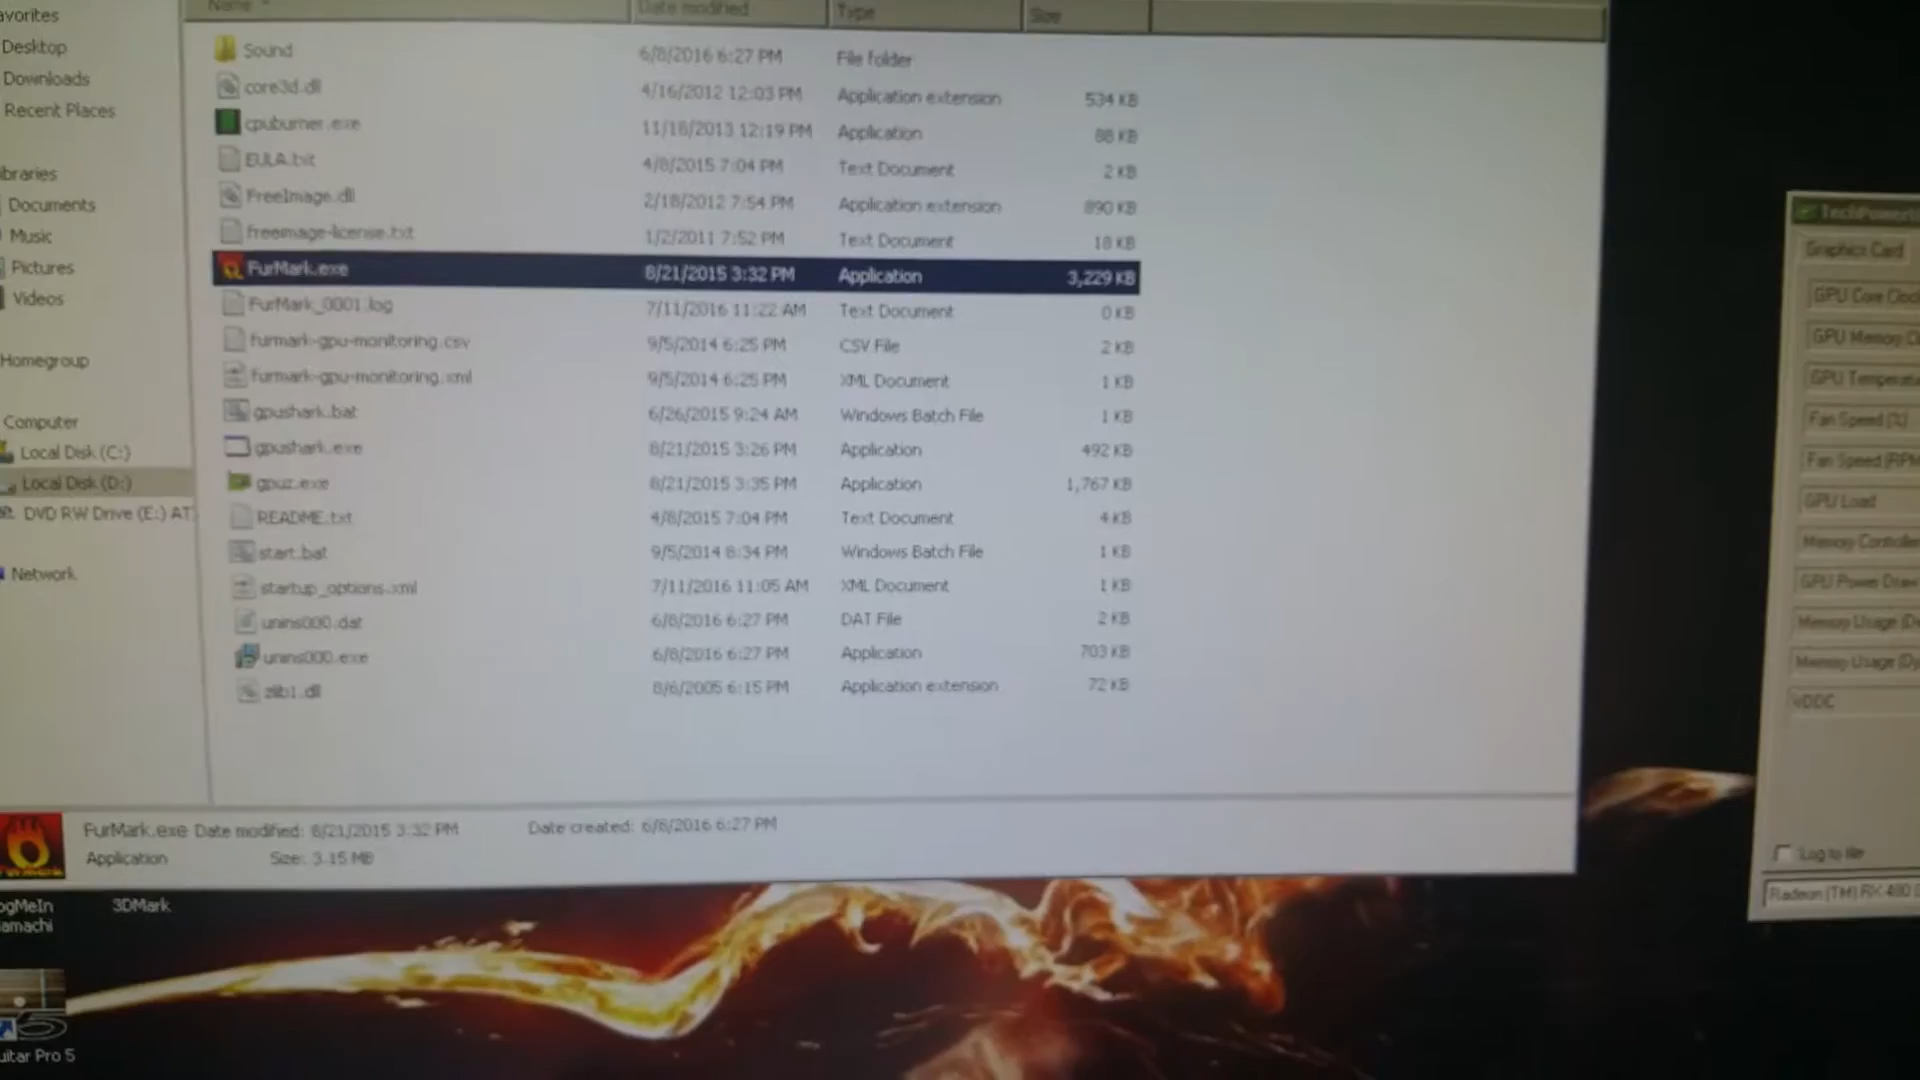 avorites
Desktop
Downloads
Recent Places
ibraries
Documents
Music
Pictures
Videos
Homegroup
Computer
Local Disk (C:)
Local Disk (D:)
DVD RW Drive (E:) AT
Network
Name Date modified Type Size
Sound 6/8/2016 6:27 PM File folder
core3d.dll 4/16/2012 12:03 PM Application extension 534 KB
cpuburner.exe 11/18/2013 12:19 PM Application 88 KB
EULA.txt 4/8/2015 7:04 PM Text Document 2 KB
FreeImage.dll 2/18/2012 7:54 PM Application extension 890 KB
freeimage-license.txt 1/2/2011 7:52 PM Text Document 18 KB
FurMark.exe 8/21/2015 3:32 PM Application 3,229 KB
FurMark_0001.log 7/11/2016 11:22 AM Text Document 0 KB
furmark-gpu-monitoring.csv 9/5/2014 6:25 PM CSV File 2 KB
furmark-gpu-monitoring.xml 9/5/2014 6:25 PM XML Document 1 KB
gpushark.bat 6/26/2015 9:24 AM Windows Batch File 1 KB
gpushark.exe 8/21/2015 3:26 PM Application 492 KB
gpuz.exe 8/21/2015 3:35 PM Application 1,767 KB
README.txt 4/8/2015 7:04 PM Text Document 4 KB
start.bat 9/5/2014 8:34 PM Windows Batch File 1 KB
startup_options.xml 7/11/2016 11:05 AM XML Document 1 KB
unins000.dat 6/8/2016 6:27 PM DAT File 2 KB
unins000.exe 6/8/2016 6:27 PM Application 703 KB
zlib1.dll 8/6/2005 6:15 PM Application extension 72 KB
FurMark.exe Date modified: 8/21/2015 3:32 PM Date created: 6/8/2016 6:27 PM
Application Size: 3.15 MB
TechPowerU
Graphics Card
GPU Core Cloc
GPU Memory Cl
GPU Temperatu
Fan Speed (%)
Fan Speed (RPM
GPU Load
Memory Controlle
GPU Power Draw
Memory Usage (De
Memory Usage (Dy
VDDC
Log to file
Radeon (TM) RX 480
ogMeIn
amachi
3DMark
uitar Pro 5